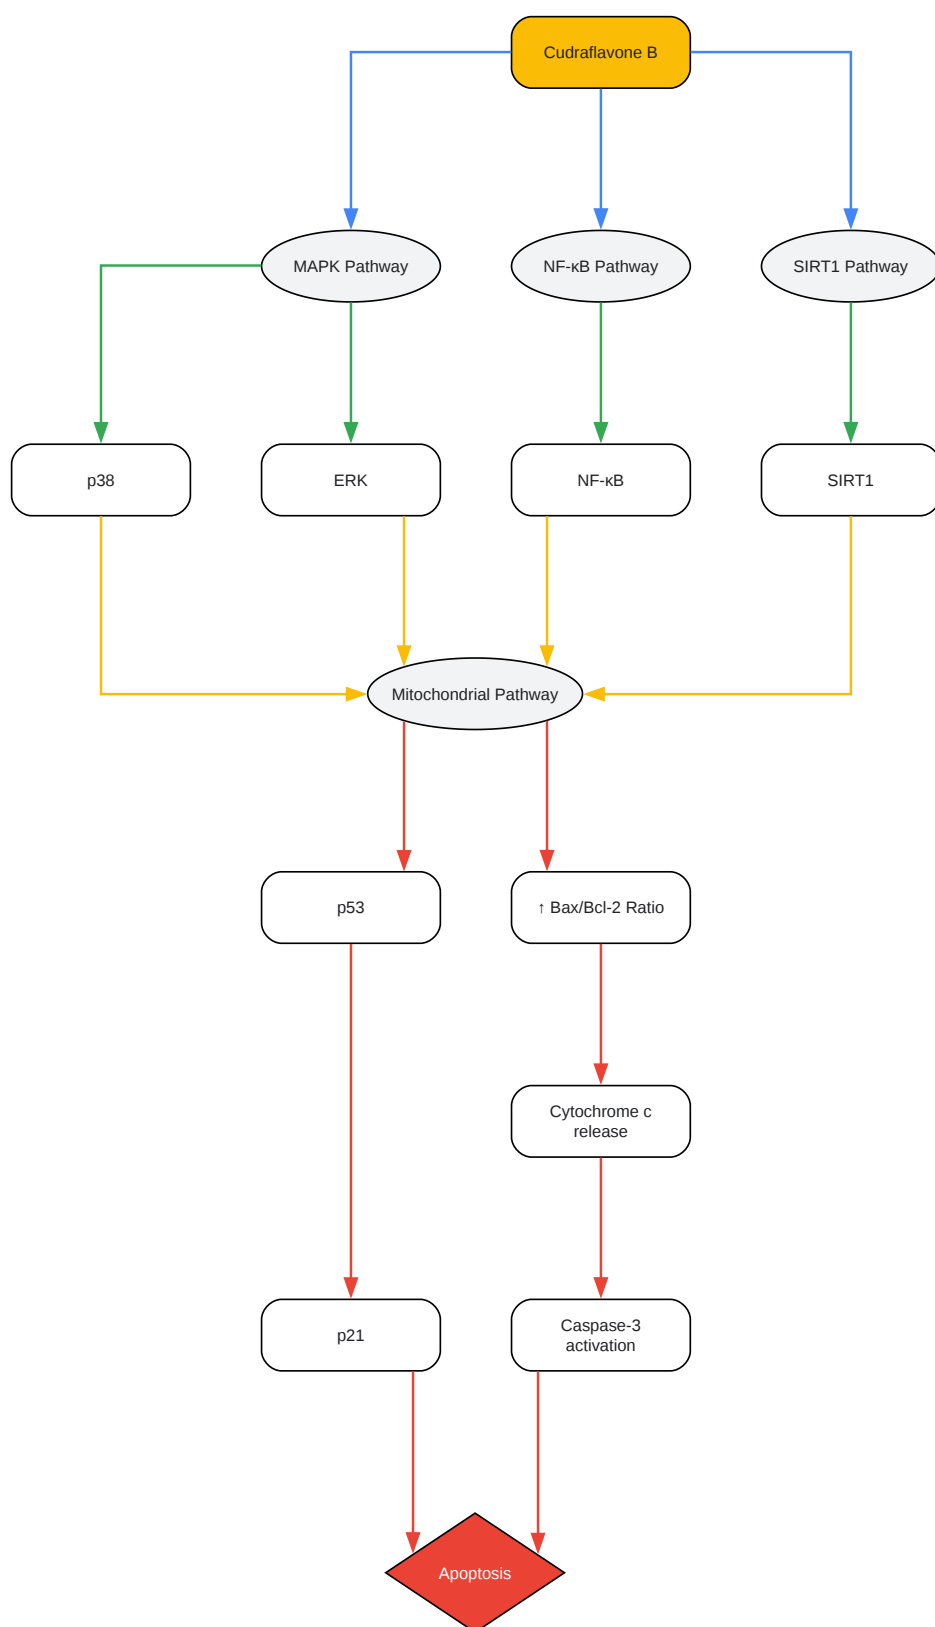 Cudraflavone B
MAPK Pathway
NF-κB Pathway
SIRT1 Pathway
p38
ERK
NF-κB
SIRT1
Mitochondrial Pathway
p53
↑ Bax/Bcl-2 Ratio
Cytochrome c
release
p21
Caspase-3
activation
Apoptosis